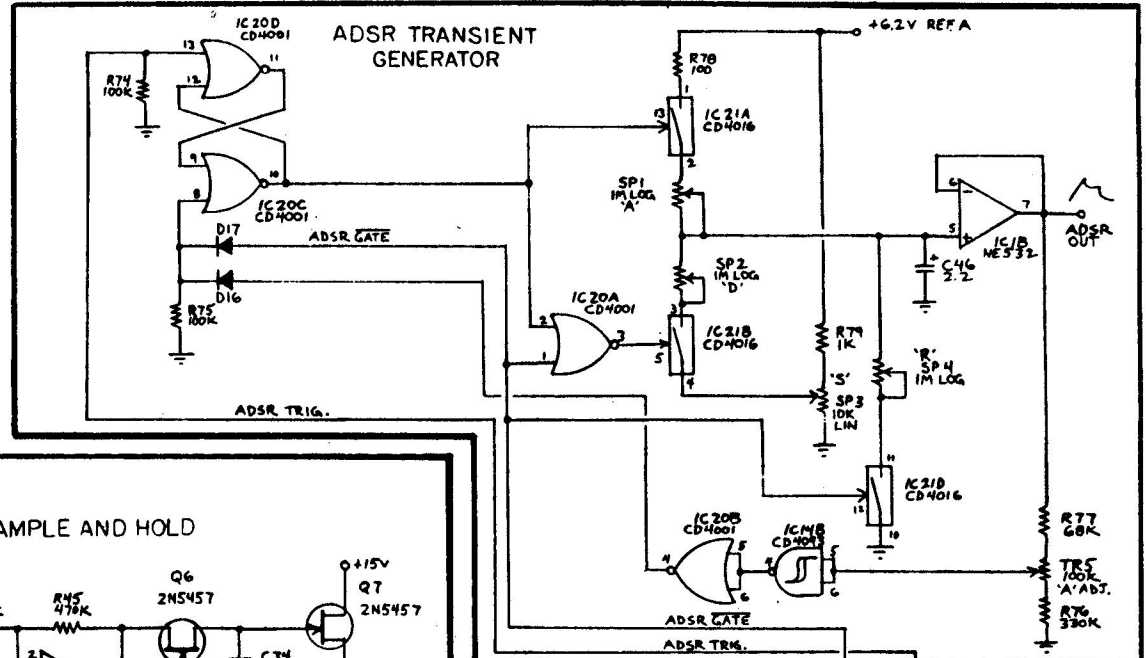 IC20D
CD4001
ADSR TRANSIENT
GENERATOR
+6.2V REF.A
13
11
12
R74
100K
R78
100
1
13
IC21A
CD4016
2
9
10
8
IC20C
CD4001
SP1
1M LOG
'A'
D17
ADSR GATE
D16
R75
100K
SP2
1M LOG
'D'
6
7
5
IC1B
NE532
ADSR
OUT
+
C46
2.2
IC20A
CD4001
2
3
1
3
5
IC21B
CD4016
4
R79
1K
'S'
SP3
10K
LIN
'R'
SP4
1M LOG
ADSR TRIG.
11
12
IC21D
CD4016
10
IC20B
CD4001
4
5
6
IC14B
CD4093
4
5
6
R77
68K
TR5
100K
'A' ADJ.
R76
330K
ADSR GATE
ADSR TRIG.
AMPLE AND HOLD
Q6
2N5457
+15V
Q7
2N5457
R45
470K
C34